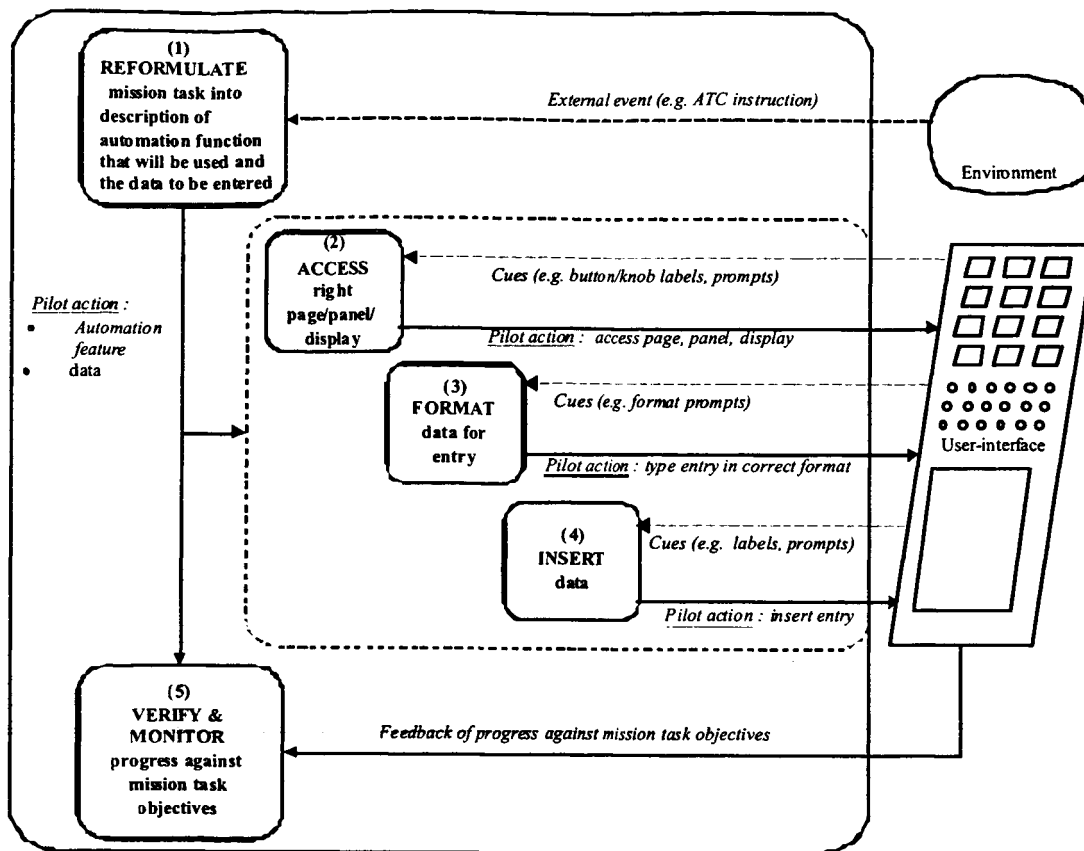 (1)
REFORMULATE
mission task into
description of
automation function
that will be used and
the data to be entered
External event (e.g. ATC instruction)
Environment
(2)
ACCESS
right
page/panel/
display
Cues (e.g. button/knob labels, prompts)
Pilot action : access page, panel, display
Pilot action :
• Automation
feature
• data
(3)
FORMAT
data for
entry
Cues (e.g. format prompts)
Pilot action : type entry in correct format
User-interface
(4)
INSERT
data
Cues (e.g. labels, prompts)
Pilot action : insert entry
(5)
VERIFY &
MONITOR
progress against
mission task
objectives
Feedback of progress against mission task objectives